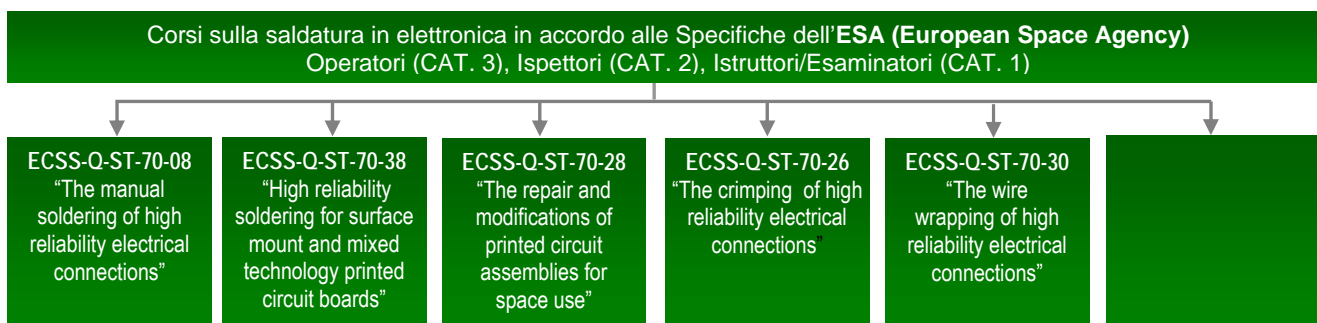 Corsi sulla saldatura in elettronica in accordo alle Specifiche dell'ESA (European Space Agency)
Operatori (CAT. 3), Ispettori (CAT. 2), Istruttori/Esaminatori (CAT. 1)
ECSS-Q-ST-70-08
“The manual
soldering of high
reliability electrical
connections”
ECSS-Q-ST-70-38
“High reliability
soldering for surface
mount and mixed
technology printed
circuit boards”
ECSS-Q-ST-70-28
“The repair and
modifications of
printed circuit
assemblies for
space use”
ECSS-Q-ST-70-26
“The crimping of high
reliability electrical
connections”
ECSS-Q-ST-70-30
“The wire
wrapping of high
reliability electrical
connections”